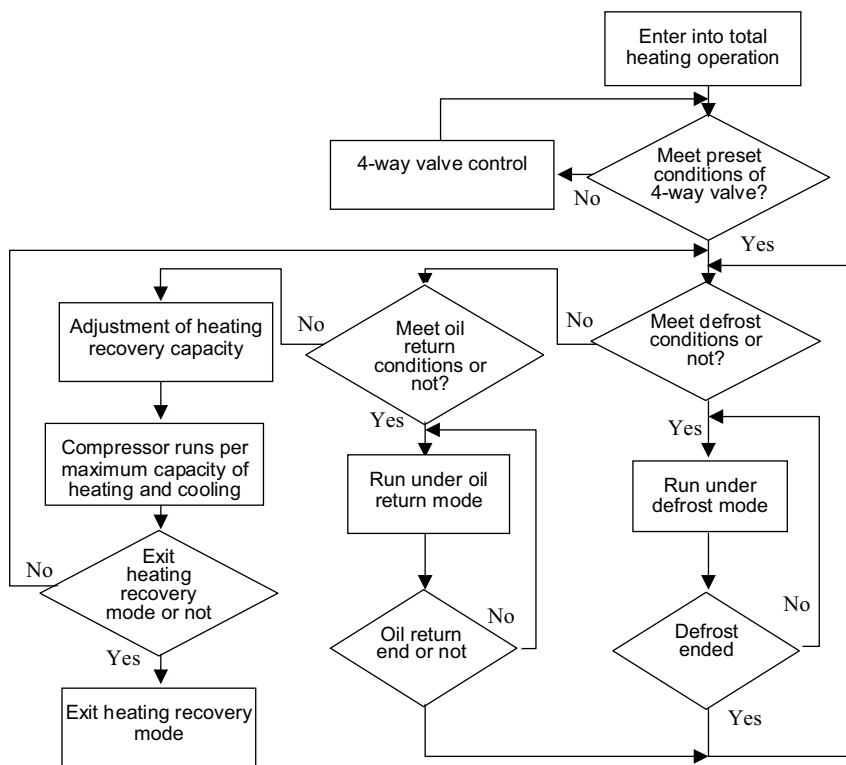 Enter into total
heating operation
4-way valve control
Meet preset
conditions of
4-way valve?
No
Yes
Adjustment of heating
recovery capacity
No
Meet oil
return
conditions or
not?
No
Meet defrost
conditions or
not?
Yes
Yes
Compressor runs per
maximum capacity of
heating and cooling
Run under oil
return mode
Run under
defrost mode
No
Exit
heating
recovery
mode or not
Yes
No
Oil return
end or not
No
Defrost
ended
Yes
Exit heating recovery
mode